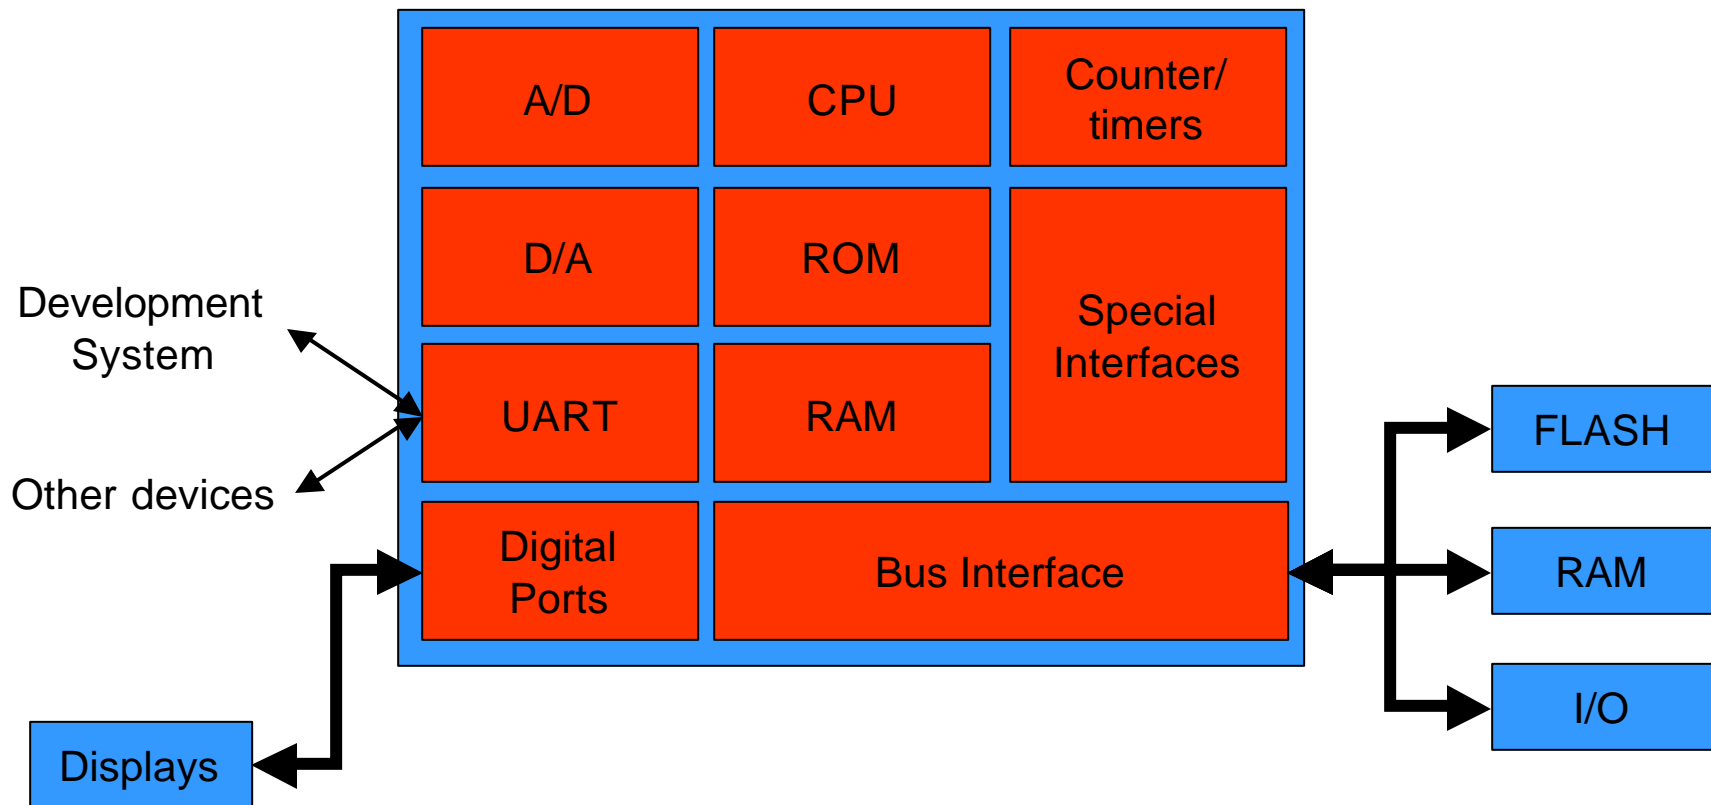 A/D
CPU
Counter/
timers
D/A
ROM
Special
Interfaces
Development
System
UART
RAM
Other devices
Digital
Ports
Bus Interface
FLASH
RAM
I/O
Displays